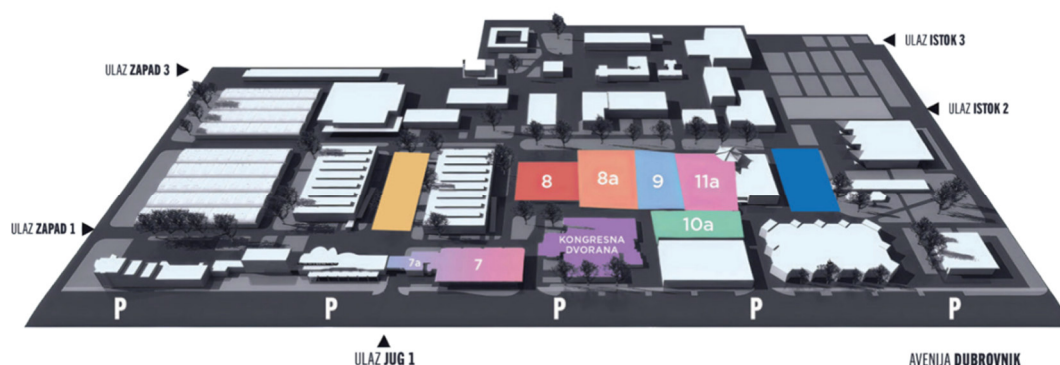 ULAZ ISTOK 3
ULAZ ZAPAD 3
ULAZ ISTOK 2
8
8a
9
11a
10a
ULAZ ZAPAD 1
KONGRESNA
DVORANA
7a
7
P P P P P
ULAZ JUG 1
AVENIJA DUBROVNIK